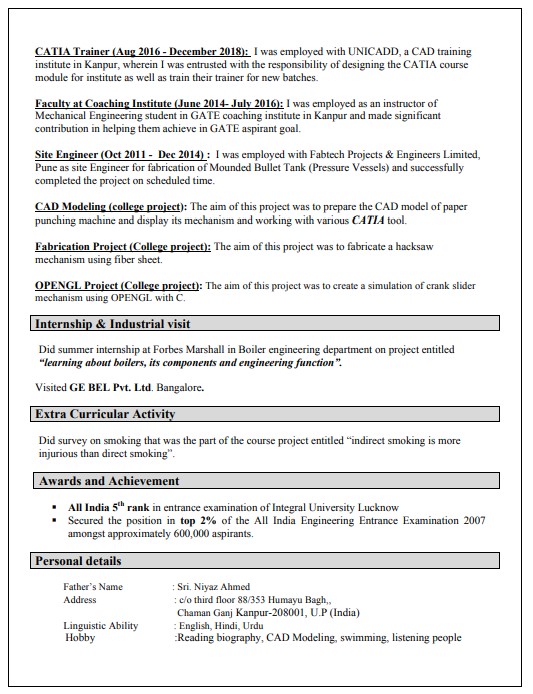 CATIA Trainer (Aug 2016 - December 2018): I was employed with UNICADD, a CAD training
institute in Kanpur, wherein I was entrusted with the responsibility of designing the CATIA course
module for institute as well as train their trainer for new batches.
Faculty at Coaching Institute (June 2014- July 2016): I was employed as an instructor of
Mechanical Engineering student in GATE coaching institute in Kanpur and made significant
contribution in helping them achieve in GATE aspirant goal.
Site Engineer (Oct 2011 - Dec 2014) : I was employed with Fabtech Projects & Engineers Limited,
Pune as site Engineer for fabrication of Mounded Bullet Tank (Pressure Vessels) and successfully
completed the project on scheduled time.
CAD Modeling (college project): The aim of this project was to prepare the CAD model of paper
punching machine and display its mechanism and working with various CATIA tool.
Fabrication Project (College project): The aim of this project was to fabricate a hacksaw
mechanism using fiber sheet.
OPENGL Project (College project): The aim of this project was to create a simulation of crank slider
mechanism using OPENGL with C.
Internship & Industrial visit
Did summer internship at Forbes Marshall in Boiler engineering department on project entitled
“learning about boilers, its components and engineering function”.
Visited GE BEL Pvt. Ltd. Bangalore.
Extra Curricular Activity
Did survey on smoking that was the part of the course project entitled “indirect smoking is more
injurious than direct smoking”.
Awards and Achievement
▪ All India 5th rank in entrance examination of Integral University Lucknow
▪ Secured the position in top 2% of the All India Engineering Entrance Examination 2007
amongst approximately 600,000 aspirants.
Personal details
Father’s Name : Sri. Niyaz Ahmed
Address : c/o third floor 88/353 Humayu Bagh,,
Chaman Ganj Kanpur-208001, U.P (India)
Linguistic Ability : English, Hindi, Urdu
Hobby :Reading biography, CAD Modeling, swimming, listening people